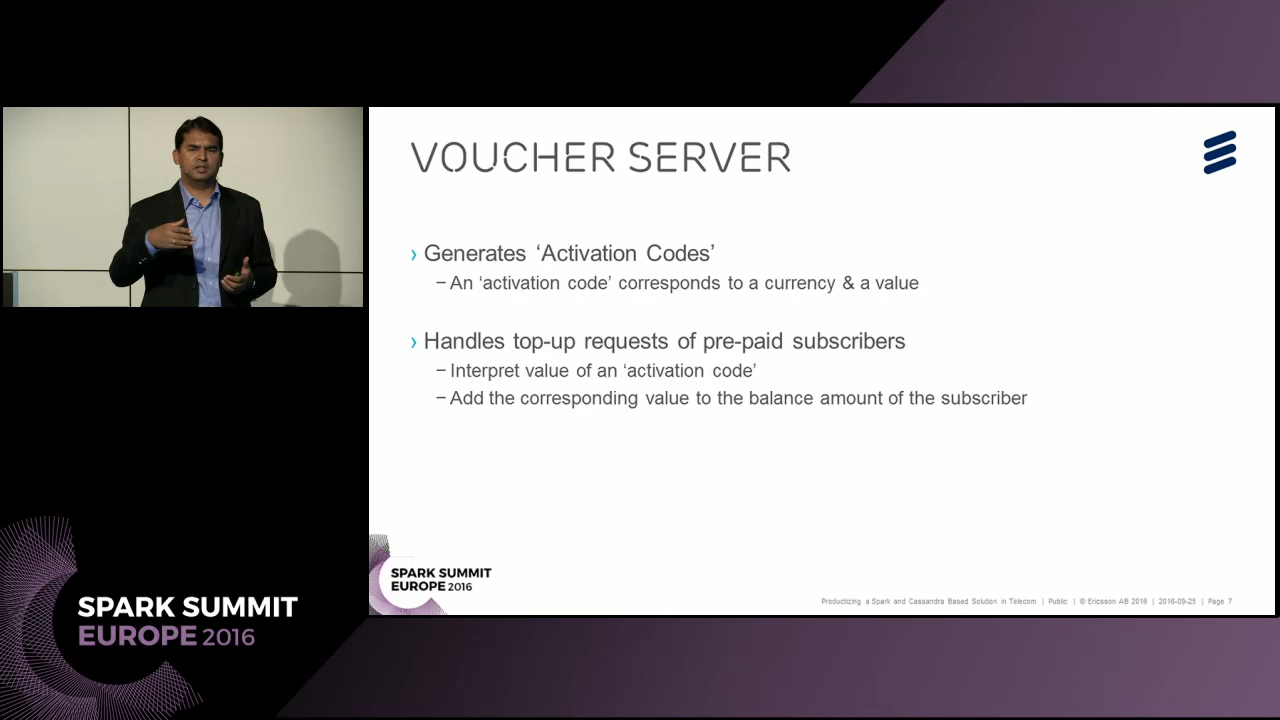 VOUCHER SERVER
› Generates ‘Activation Codes’
– An ‘activation code’ corresponds to a currency & a value
› Handles top-up requests of pre-paid subscribers
– Interpret value of an ‘activation code’
– Add the corresponding value to the balance amount of the subscriber
SPARK SUMMIT
EUROPE 2016
Productizing a Spark and Cassandra Based Solution in Telecom | Public | © Ericsson AB 2016 | 2016-09-25 | Page 7
SPARK SUMMIT
EUROPE 2016